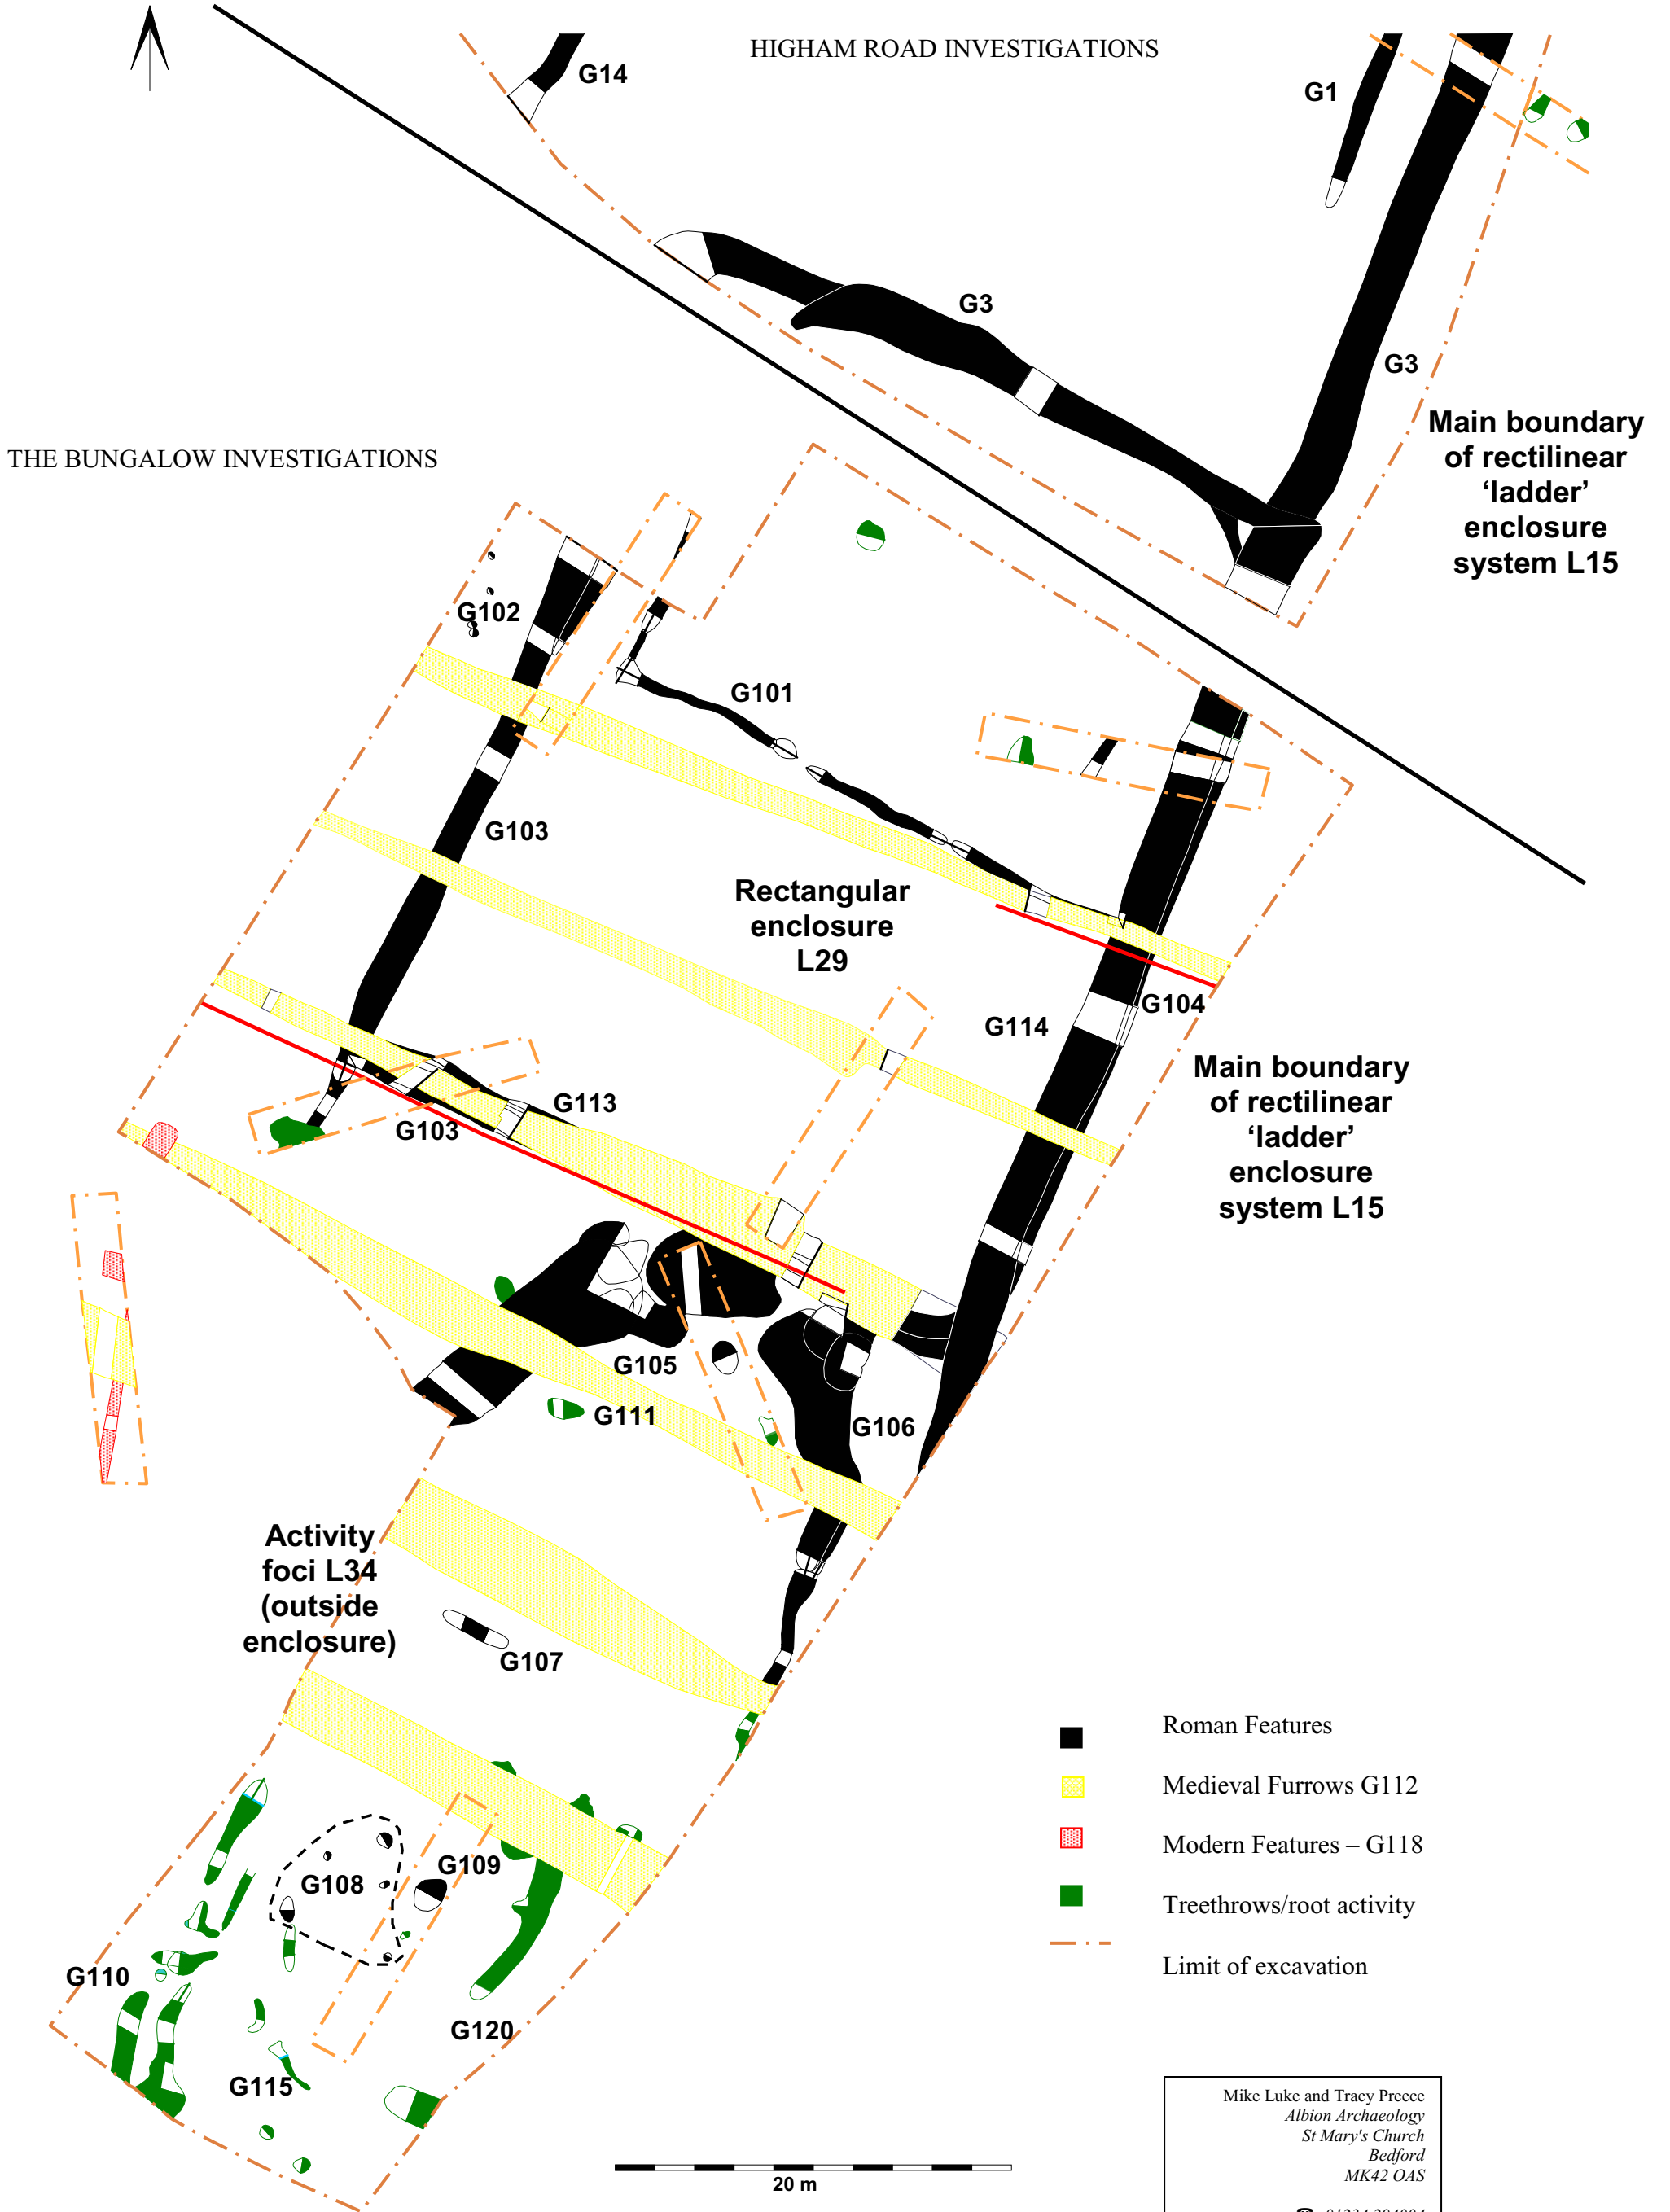 HIGHAM ROAD INVESTIGATIONS
G14
G1
G3
G3
Main boundary
of rectilinear
‘ladder’
enclosure
system L15
THE BUNGALOW INVESTIGATIONS
G102
G101
G103
Rectangular
enclosure
L29
G104
G114
Main boundary
of rectilinear
‘ladder’
enclosure
system L15
G113
G103
G105
G111
G106
Activity
foci L34
(outside
enclosure)
G107
G109
G108
G110
G120
G115
20 m
Roman Features
Medieval Furrows G112
Modern Features – G118
Treethrows/root activity
Limit of excavation
Mike Luke and Tracy Preece
Albion Archaeology
St Mary's Church
Bedford
MK42 OAS